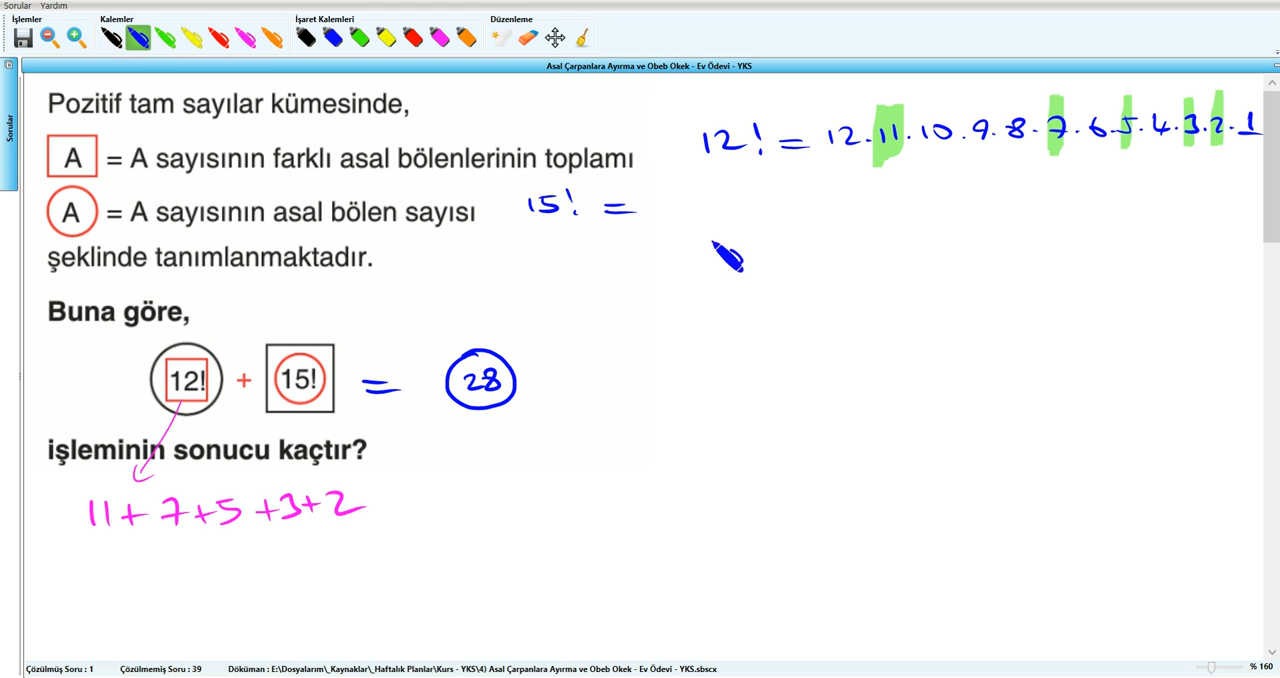 Sorular Yardım
İşlemler Kalemler İşaret Kalemleri Düzenleme
Asal Çarpanlara Ayırma ve Obeb Okek - Ev Ödevi - YKS
Sorular
Pozitif tam sayılar kümesinde,
A = A sayısının farklı asal bölenlerinin toplamı
A = A sayısının asal bölen sayısı
şeklinde tanımlanmaktadır.
Buna göre,
12! + 15! = 28
işleminin sonucu kaçtır?
11 + 7 + 5 + 3 + 2
12! = 12.11.10.9.8.7.6.5.4.3.2.1
15! =
Çözülmüş Soru : 1 Çözülmemiş Soru : 39 Döküman : E:\Dosyalarım\_Kaynaklar\_Haftalık Planlar\Kurs - YKS\4) Asal Çarpanlara Ayırma ve Obeb Okek - Ev Ödevi - YKS.sbscx % 160